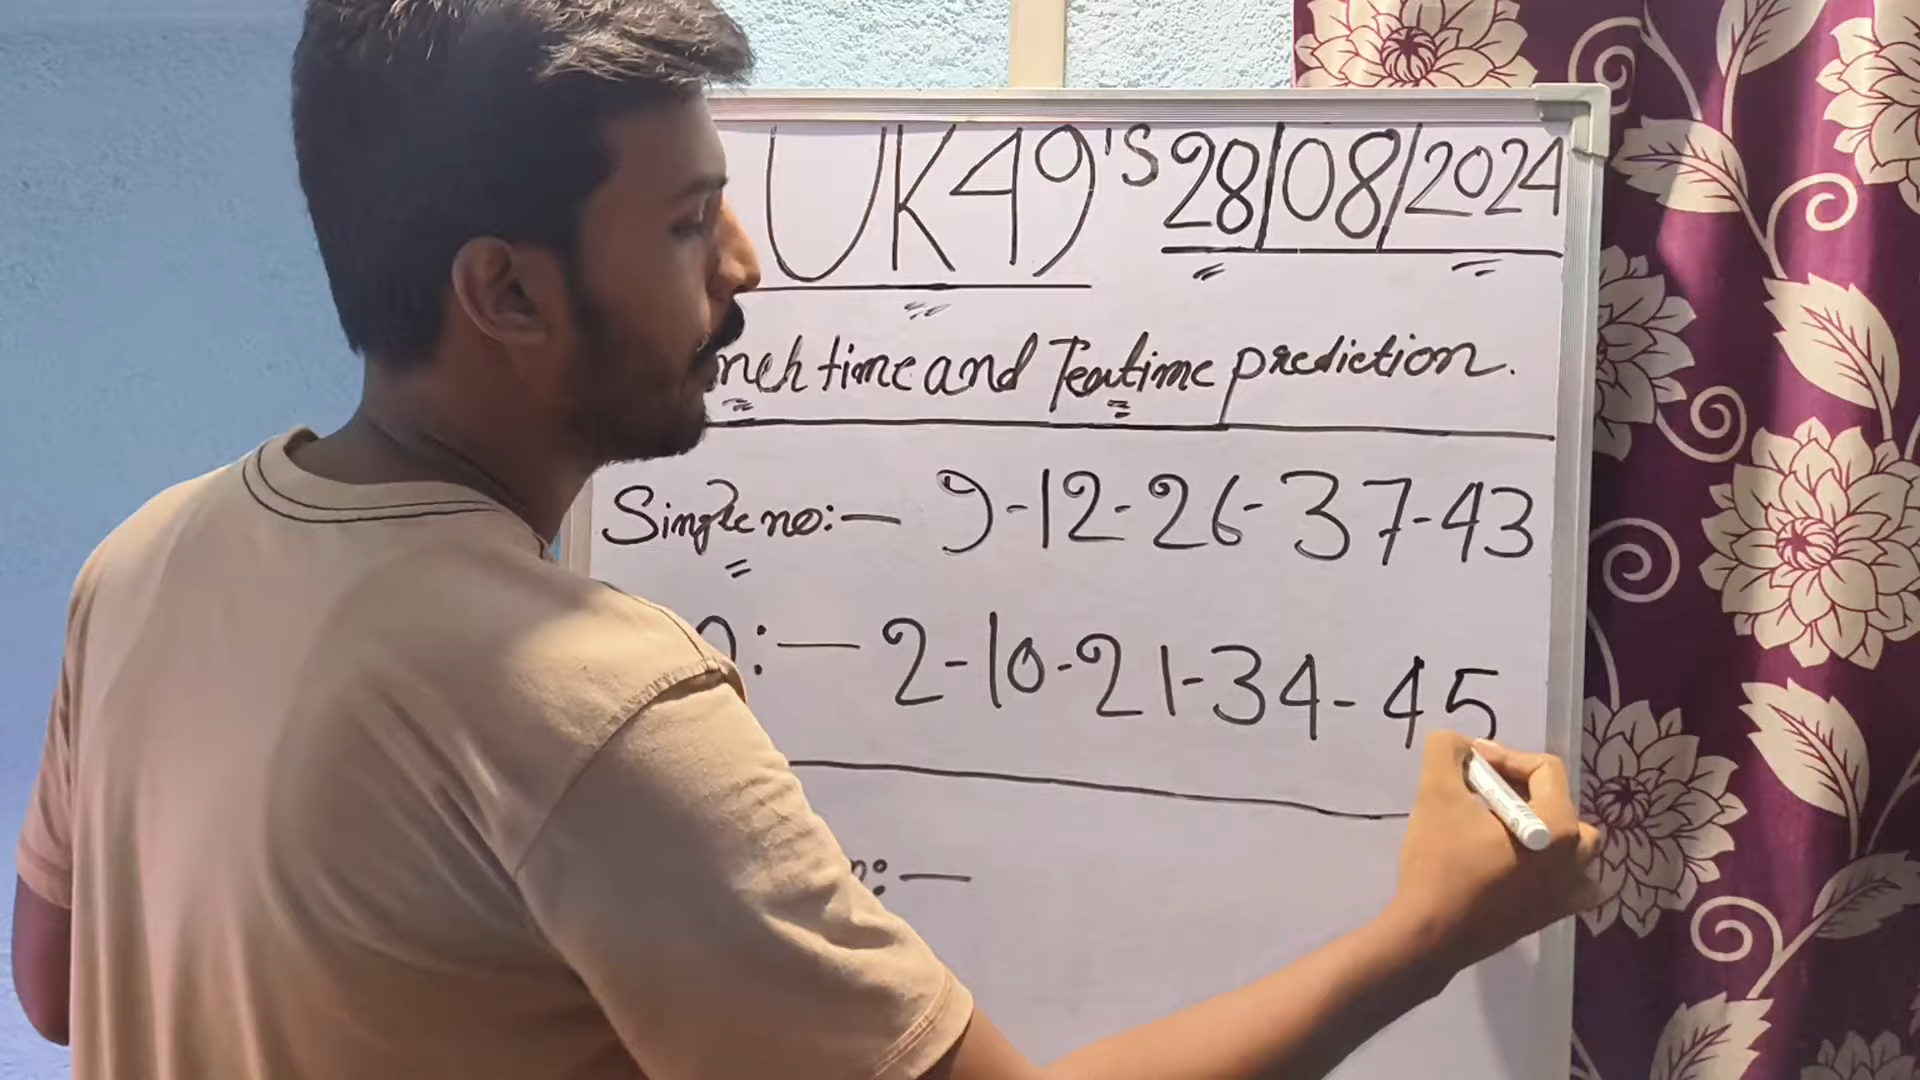 UK49's 28/08/2024
time and Teatime prediction.
Single no:— 9-12-26-37-43
:— 2-10-21-34-45
:—